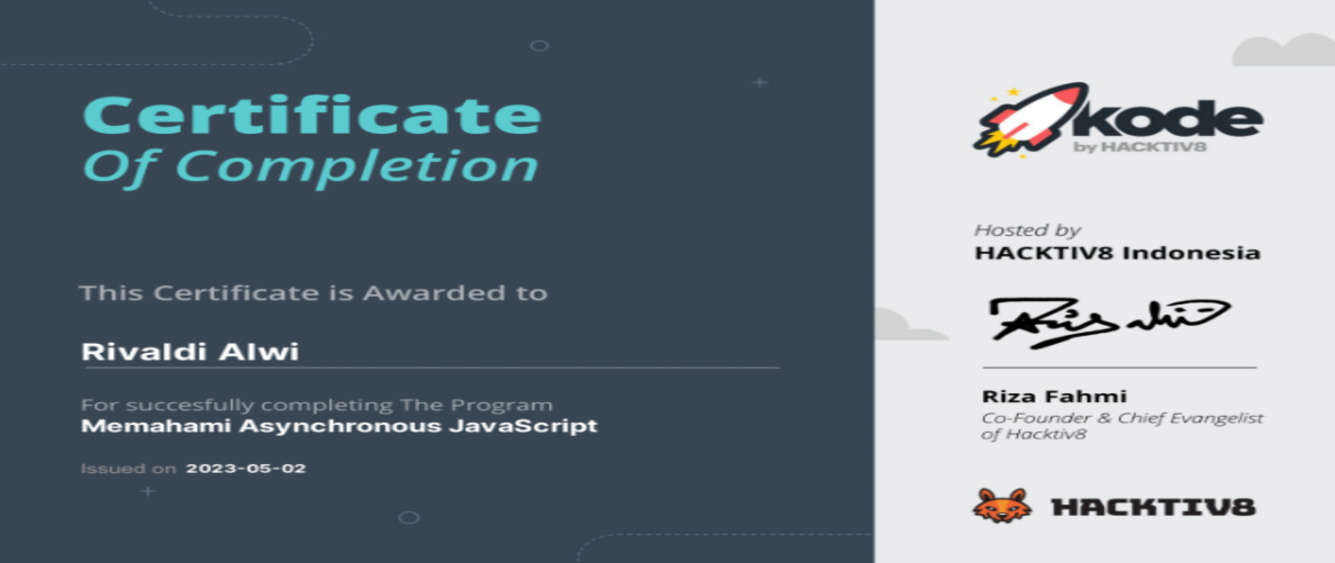 Certificate
Of Completion
This Certificate is Awarded to
Rivaldi Alwi
For succesfully completing The Program
Memahami Asynchronous JavaScript
Issued on 2023-05-02
kode
by HACKTIV8
Hosted by
HACKTIV8 Indonesia
Riza Fahmi
Co-Founder & Chief Evangelist
of Hacktiv8
HACKTIV8